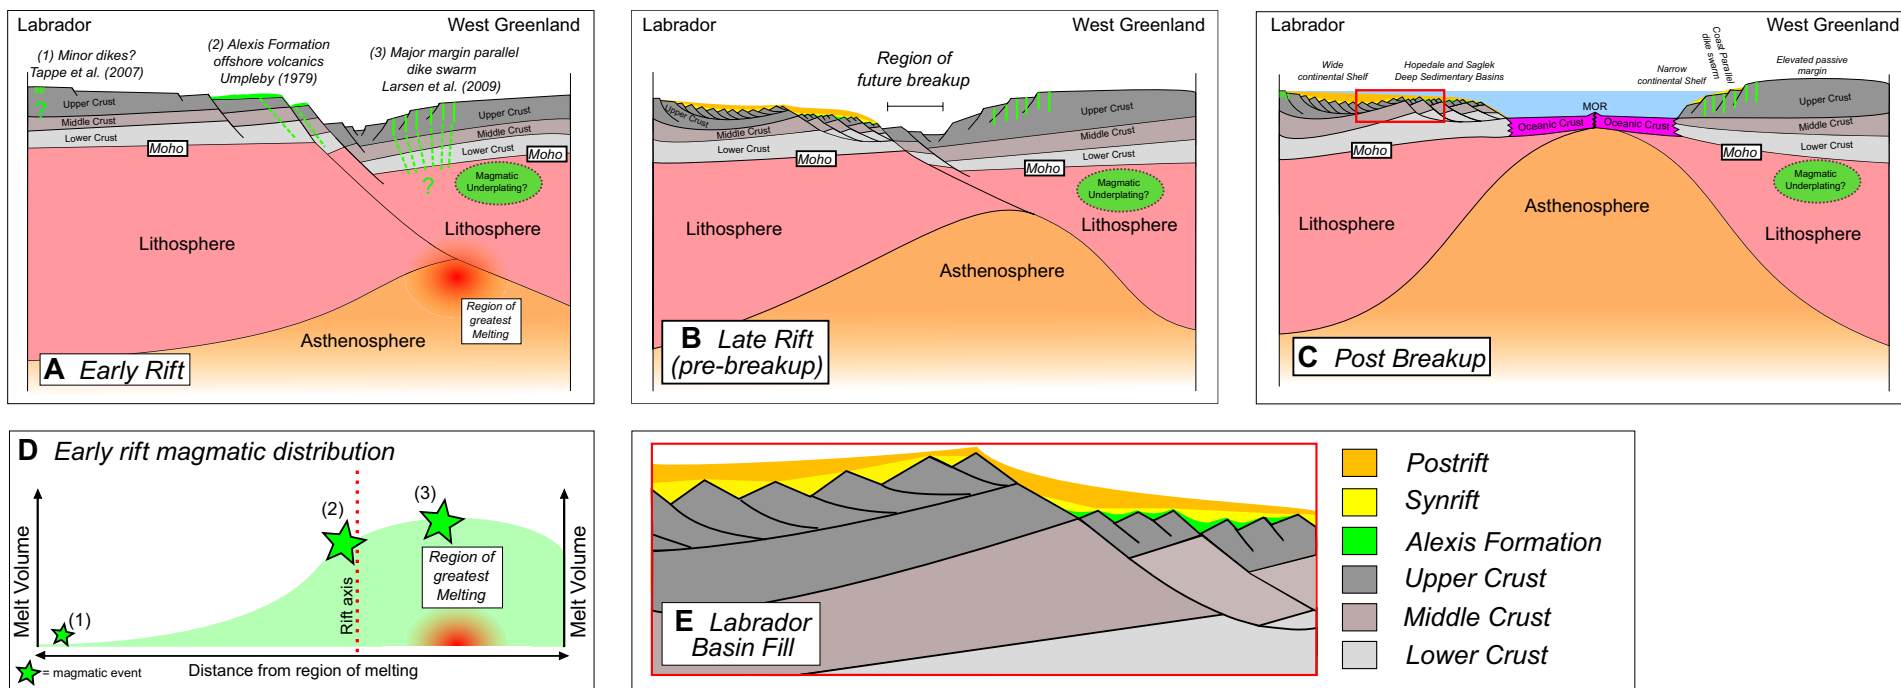 Labrador
West Greenland
(1) Minor dikes?
Tappe et al. (2007)
(2) Alexis Formation
offshore volcanics
Umpleby (1979)
(3) Major margin parallel
dike swarm
Larsen et al. (2009)
?
Upper Crust
Middle Crust
Lower Crust
Moho
Upper Crust
Middle Crust
Lower Crust
Moho
?
Magmatic
Underplating?
Lithosphere
Lithosphere
Region of
greatest
Melting
Asthenosphere
A Early Rift
Labrador
West Greenland
Region of
future breakup
Upper Crust
Middle Crust
Lower Crust
Moho
Upper Crust
Middle Crust
Lower Crust
Moho
Magmatic
Underplating?
Lithosphere
Lithosphere
Asthenosphere
B Late Rift
(pre-breakup)
Labrador
West Greenland
Wide
continental Shelf
Hopedale and Saglek
Deep Sedimentary Basins
Narrow
continental Shelf
Coast Parallel
dike swarm
Elevated passive
margin
MOR
Oceanic Crust
Oceanic Crust
Upper Crust
Middle Crust
Lower Crust
Moho
Moho
Magmatic
Underplating?
Asthenosphere
Lithosphere
Lithosphere
C Post Breakup
D Early rift magmatic distribution
Melt Volume
(1)
(2)
(3)
Rift axis
Region of
greatest
Melting
Melt Volume
= magmatic event
Distance from region of melting
E Labrador
Basin Fill
Postrift
Synrift
Alexis Formation
Upper Crust
Middle Crust
Lower Crust